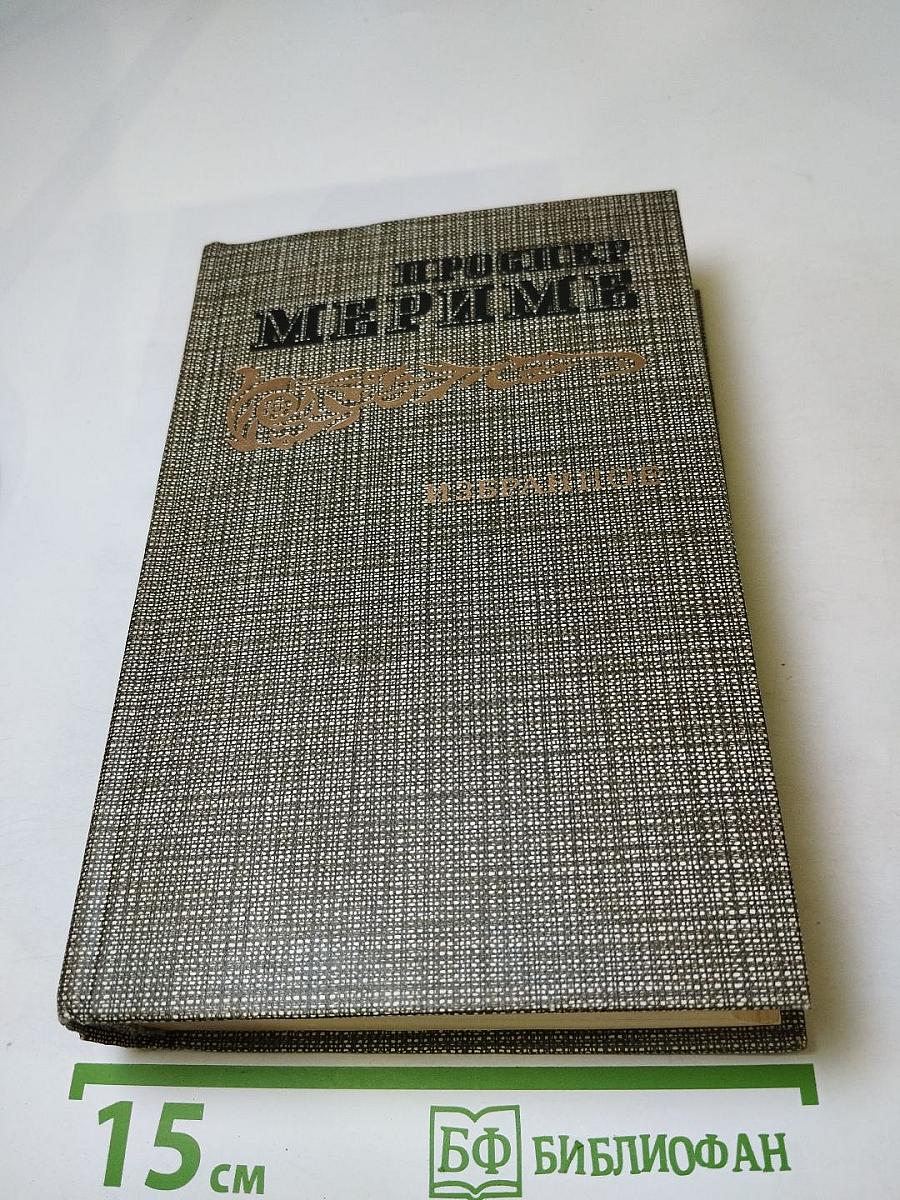 ПРОСПЕР
МЕРИМЕ
ИЗБРАННОЕ
15 см
БФ БИБЛИОФАН